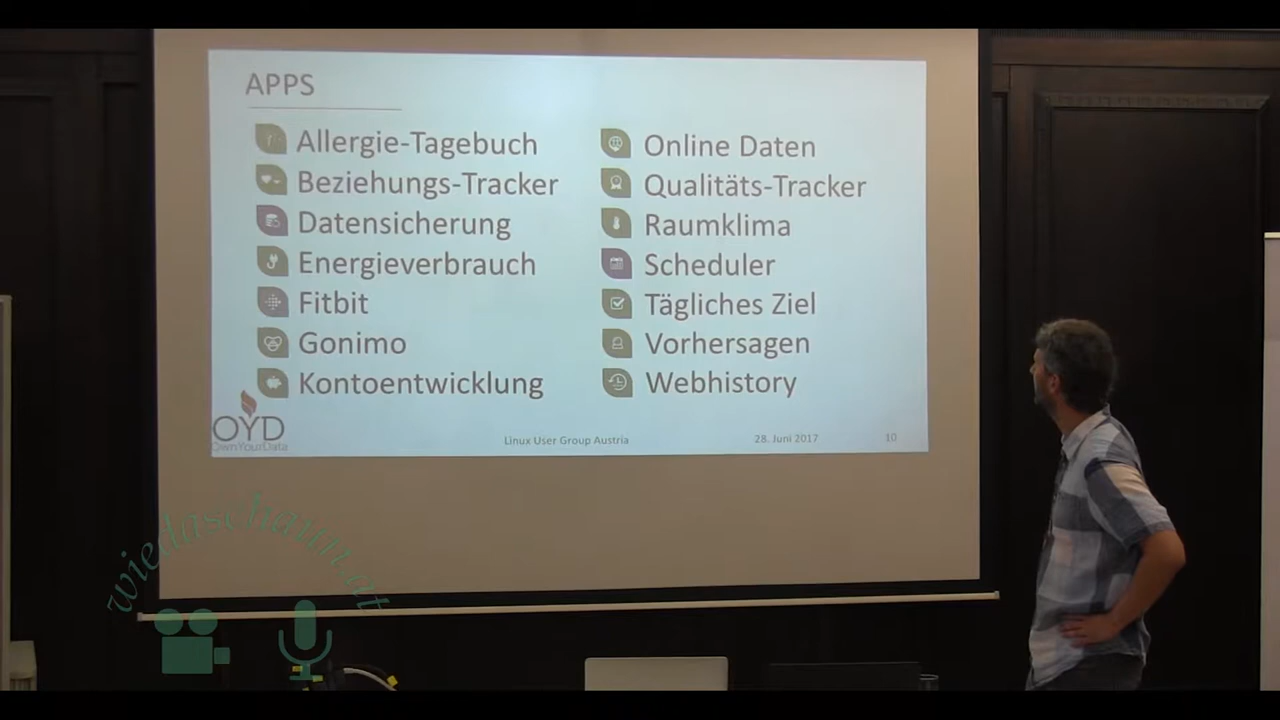 APPS
Allergie-Tagebuch
Beziehungs-Tracker
Datensicherung
Energieverbrauch
Fitbit
Gonimo
Kontoentwicklung
Online Daten
Qualitäts-Tracker
Raumklima
Scheduler
Tägliches Ziel
Vorhersagen
Webhistory
OYD
OwnYourData
Linux User Group Austria
28. Juni 2017
10
wiedaschaun.at